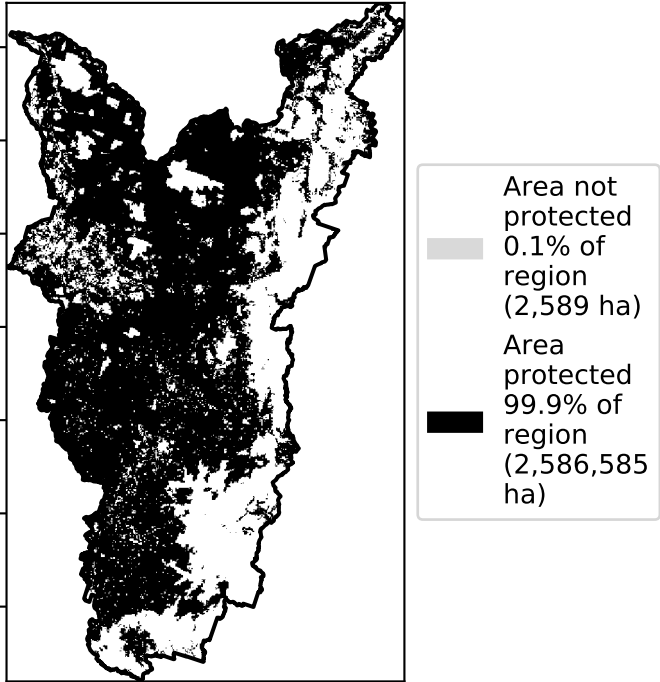 Area not
protected
0.1% of
region
(2,589 ha)
Area
protected
99.9% of
region
(2,586,585
ha)